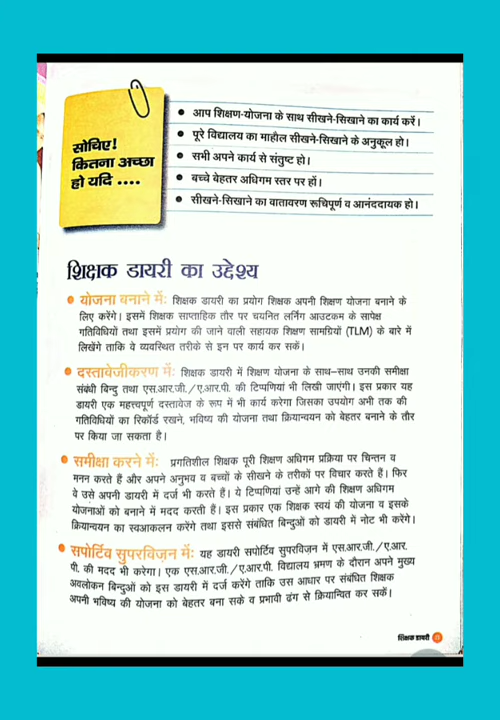 सोचिए!
कितना अच्छा
हो यदि ....
• आप शिक्षण-योजना के साथ सीखने-सिखाने का कार्य करें।
• पूरे विद्यालय का माहौल सीखने-सिखाने के अनुकूल हो।
• सभी अपने कार्य से संतुष्ट हो।
• बच्चे बेहतर अधिगम स्तर पर हों।
• सीखने-सिखाने का वातावरण रूचिपूर्ण व आनंददायक हो।
शिक्षक डायरी का उद्देश्य
• योजना बनाने में: शिक्षक डायरी का प्रयोग शिक्षक अपनी शिक्षण योजना बनाने के
लिए करेंगे। इसमें शिक्षक साप्ताहिक तौर पर चयनित लर्निंग आउटकम के सापेक्ष
गतिविधियों तथा इसमें प्रयोग की जाने वाली सहायक शिक्षण सामग्रियों (TLM) के बारे में
लिखेंगे ताकि वे व्यवस्थित तरीके से इन पर कार्य कर सकें।
• दस्तावेजीकरण में: शिक्षक डायरी में शिक्षण योजना के साथ–साथ उनकी समीक्षा
संबंधी बिन्दु तथा एस.आर.जी./ए.आर.पी. की टिप्पणियां भी लिखी जाएंगी। इस प्रकार यह
डायरी एक महत्त्वपूर्ण दस्तावेज के रूप में भी कार्य करेगा जिसका उपयोग अभी तक की
गतिविधियों का रिकॉर्ड रखने, भविष्य की योजना तथा क्रियान्वयन को बेहतर बनाने के तौर
पर किया जा सकता है।
• समीक्षा करने में: प्रगतिशील शिक्षक पूरी शिक्षण अधिगम प्रक्रिया पर चिन्तन व
मनन करते हैं और अपने अनुभव व बच्चों के सीखने के तरीकों पर विचार करते हैं। फिर
वे उसे अपनी डायरी में दर्ज भी करते हैं। ये टिप्पणियां उन्हें आगे की शिक्षण अधिगम
योजनाओं को बनाने में मदद करती हैं। इस प्रकार एक शिक्षक स्वयं की योजना व इसके
क्रियान्वयन का स्वआकलन करेंगे तथा इससे संबंधित बिन्दुओं को डायरी में नोट भी करेंगे।
• सपोर्टिव सुपरविज़न में: यह डायरी सपोर्टिव सुपरविजन में एस.आर.जी./ए.आर.
पी. की मदद भी करेगा। एक एस.आर.जी./ए.आर.पी. विद्यालय भ्रमण के दौरान अपने मुख्य
अवलोकन बिन्दुओं को इस डायरी में दर्ज करेंगे ताकि उस आधार पर संबंधित शिक्षक
अपनी भविष्य की योजना को बेहतर बना सके व प्रभावी ढंग से क्रियान्वित कर सकें।
शिक्षक डायरी